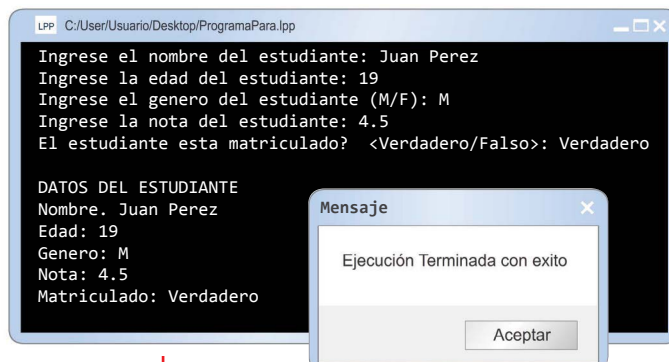 LPP C:/User/Usuario/Desktop/ProgramaPara.lpp
Ingrese el nombre del estudiante: Juan Perez
Ingrese la edad del estudiante: 19
Ingrese el genero del estudiante (M/F): M
Ingrese la nota del estudiante: 4.5
El estudiante esta matriculado?  <Verdadero/Falso>: Verdadero
DATOS DEL ESTUDIANTE
Nombre. Juan Perez
Edad: 19
Genero: M
Nota: 4.5
Matriculado: Verdadero
Mensaje
Ejecución Terminada con exito
Aceptar